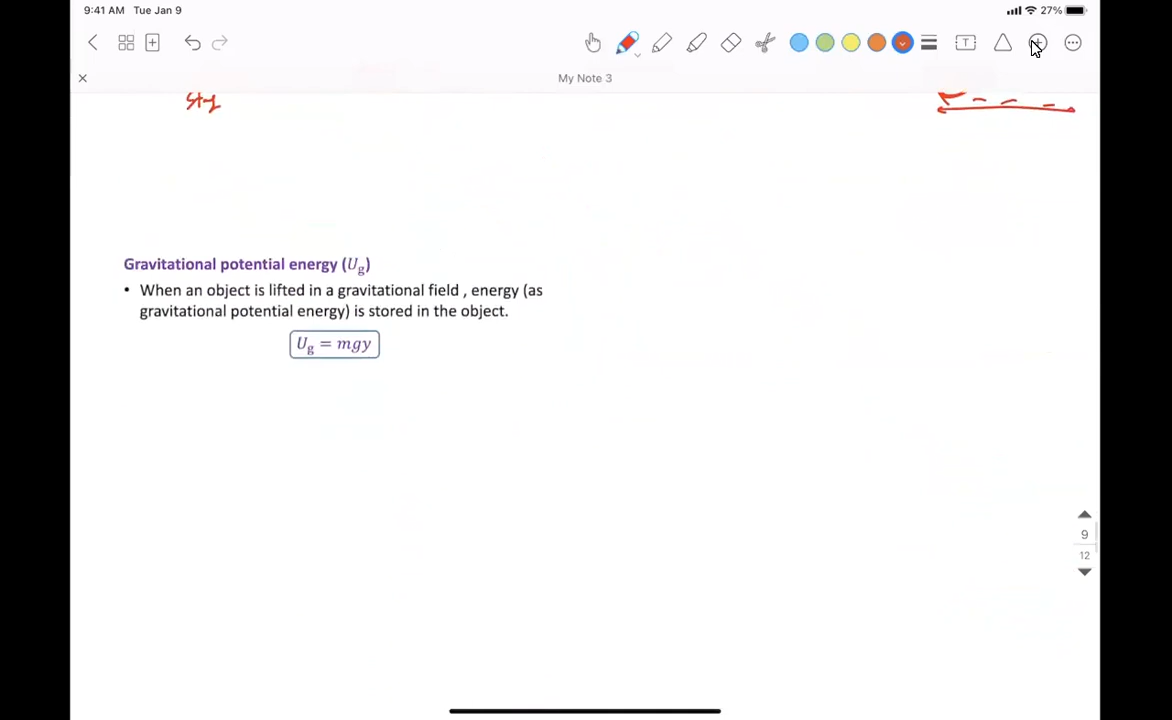 9:41 AM Tue Jan 9
27%
T
My Note 3
Gravitational potential energy (Ug)
• When an object is lifted in a gravitational field , energy (as
gravitational potential energy) is stored in the object.
Ug = mgy
9
12